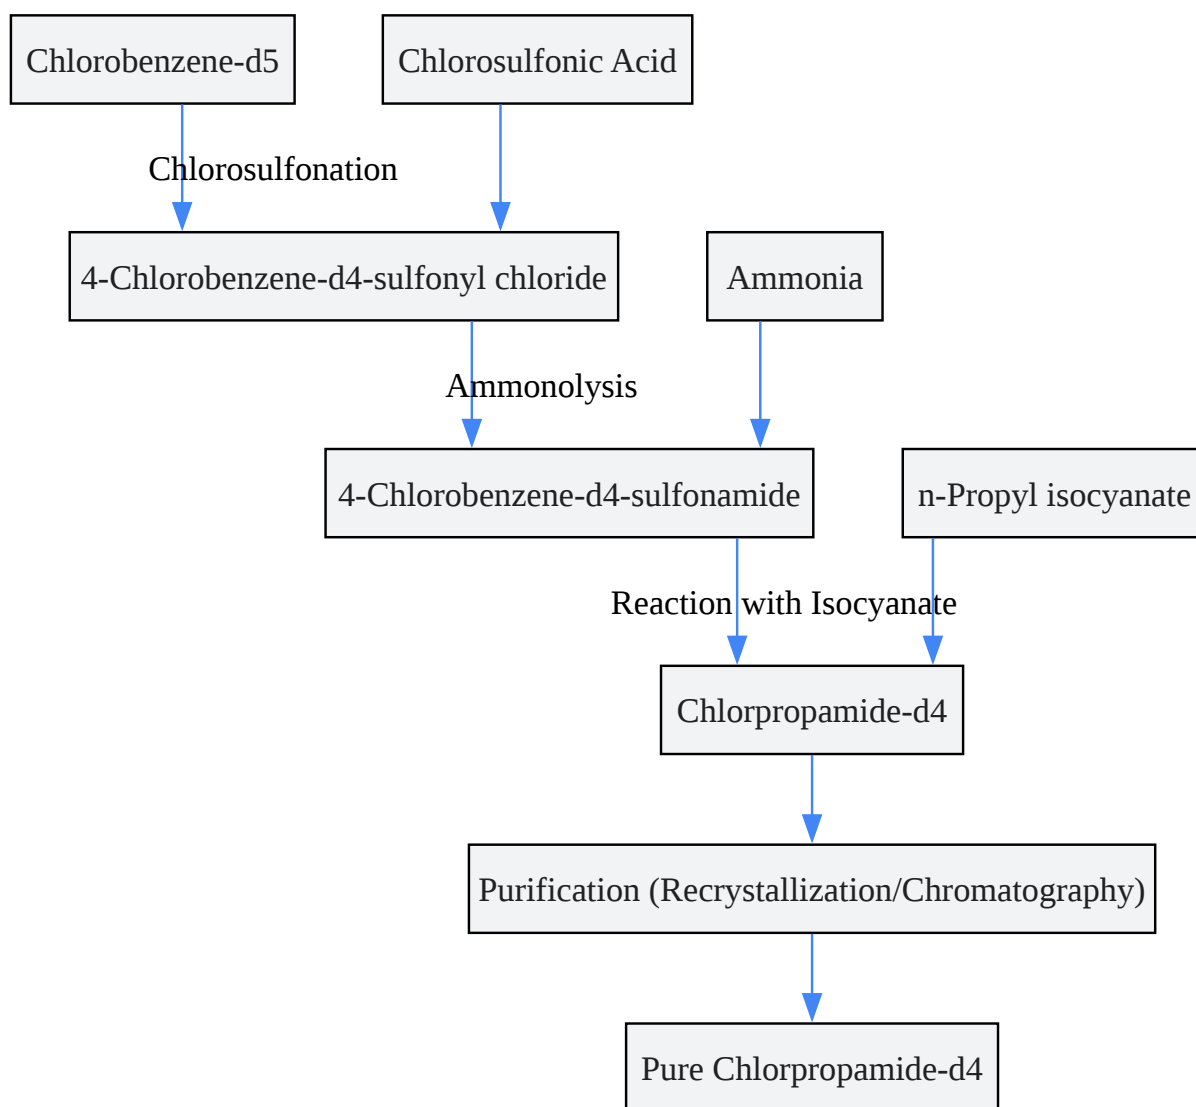 Chlorobenzene-d5
Chlorosulfonic Acid
Chlorosulfonation
4-Chlorobenzene-d4-sulfonyl chloride
Ammonia
Ammonolysis
4-Chlorobenzene-d4-sulfonamide
n-Propyl isocyanate
Reaction with Isocyanate
Chlorpropamide-d4
Purification (Recrystallization/Chromatography)
Pure Chlorpropamide-d4